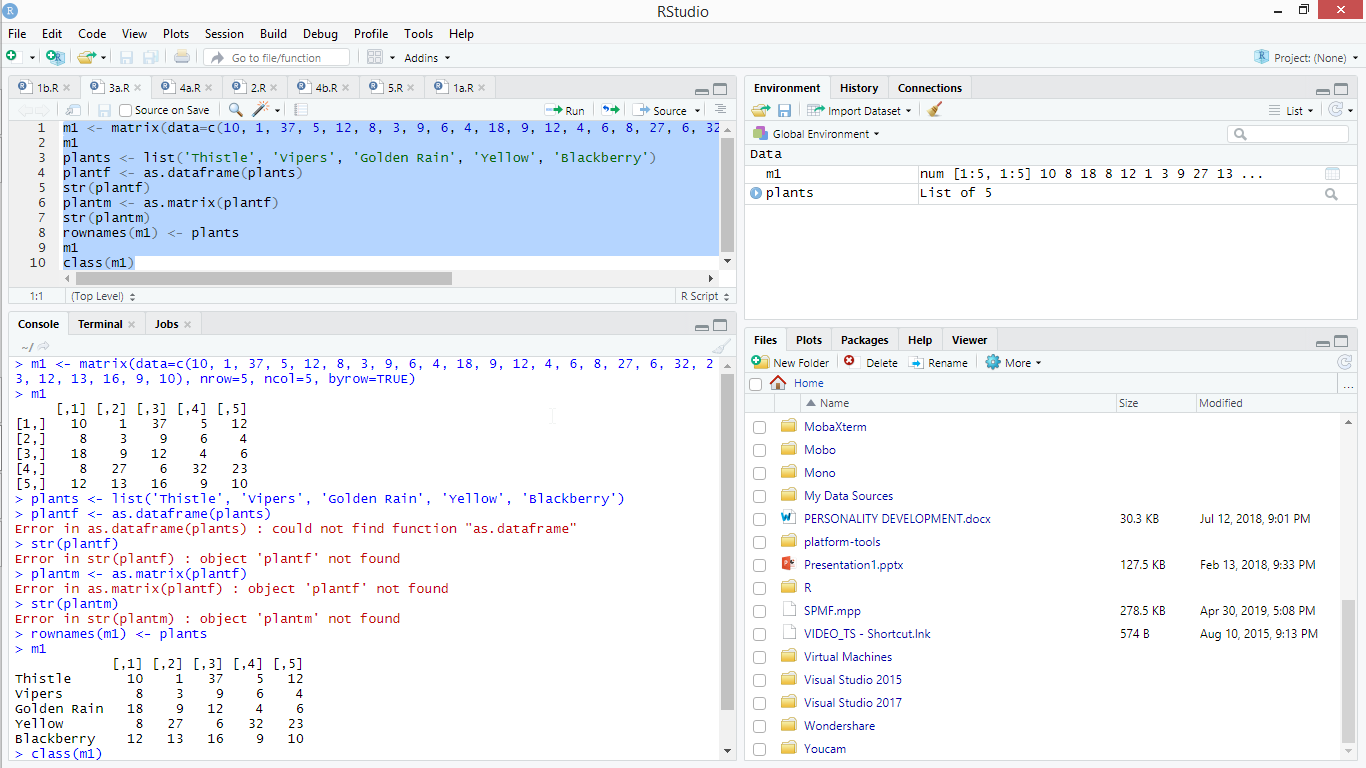 RStudio
File Edit Code View Plots Session Build Debug Profile Tools Help
Go to file/function Addins Project: (None)
1b.R 3a.R 4a.R 2.R 4b.R 5.R 1a.R
Source on Save Run Source
1 m1 <- matrix(data=c(10, 1, 37, 5, 12, 8, 3, 9, 6, 4, 18, 9, 12, 4, 6, 8, 27, 6, 32
2 m1
3 plants <- list('Thistle', 'Vipers', 'Golden Rain', 'Yellow', 'Blackberry')
4 plantf <- as.dataframe(plants)
5 str(plantf)
6 plantm <- as.matrix(plantf)
7 str(plantm)
8 rownames(m1) <- plants
9 m1
10 class(m1)
1:1 (Top Level) R Script
Console Terminal Jobs
~/
> m1 <- matrix(data=c(10, 1, 37, 5, 12, 8, 3, 9, 6, 4, 18, 9, 12, 4, 6, 8, 27, 6, 32, 2
3, 12, 13, 16, 9, 10), nrow=5, ncol=5, byrow=TRUE)
> m1
[,1] [,2] [,3] [,4] [,5]
[1,] 10 1 37 5 12
[2,] 8 3 9 6 4
[3,] 18 9 12 4 6
[4,] 8 27 6 32 23
[5,] 12 13 16 9 10
> plants <- list('Thistle', 'Vipers', 'Golden Rain', 'Yellow', 'Blackberry')
> plantf <- as.dataframe(plants)
Error in as.dataframe(plants) : could not find function "as.dataframe"
> str(plantf)
Error in str(plantf) : object 'plantf' not found
> plantm <- as.matrix(plantf)
Error in as.matrix(plantf) : object 'plantf' not found
> str(plantm)
Error in str(plantm) : object 'plantm' not found
> rownames(m1) <- plants
> m1
[,1] [,2] [,3] [,4] [,5]
Thistle 10 1 37 5 12
Vipers 8 3 9 6 4
Golden Rain 18 9 12 4 6
Yellow 8 27 6 32 23
Blackberry 12 13 16 9 10
> class(m1)
Environment History Connections
Import Dataset List
Global Environment
Data
m1 num [1:5, 1:5] 10 8 18 8 12 1 3 9 27 13 ...
plants List of 5
Files Plots Packages Help Viewer
New Folder Delete Rename More
Home ...
Name Size Modified
MobaXterm
Mobo
Mono
My Data Sources
PERSONALITY DEVELOPMENT.docx 30.3 KB Jul 12, 2018, 9:01 PM
platform-tools
Presentation1.pptx 127.5 KB Feb 13, 2018, 9:33 PM
R
SPMF.mpp 278.5 KB Apr 30, 2019, 5:08 PM
VIDEO_TS - Shortcut.lnk 574 B Aug 10, 2015, 9:13 PM
Virtual Machines
Visual Studio 2015
Visual Studio 2017
Wondershare
Youcam